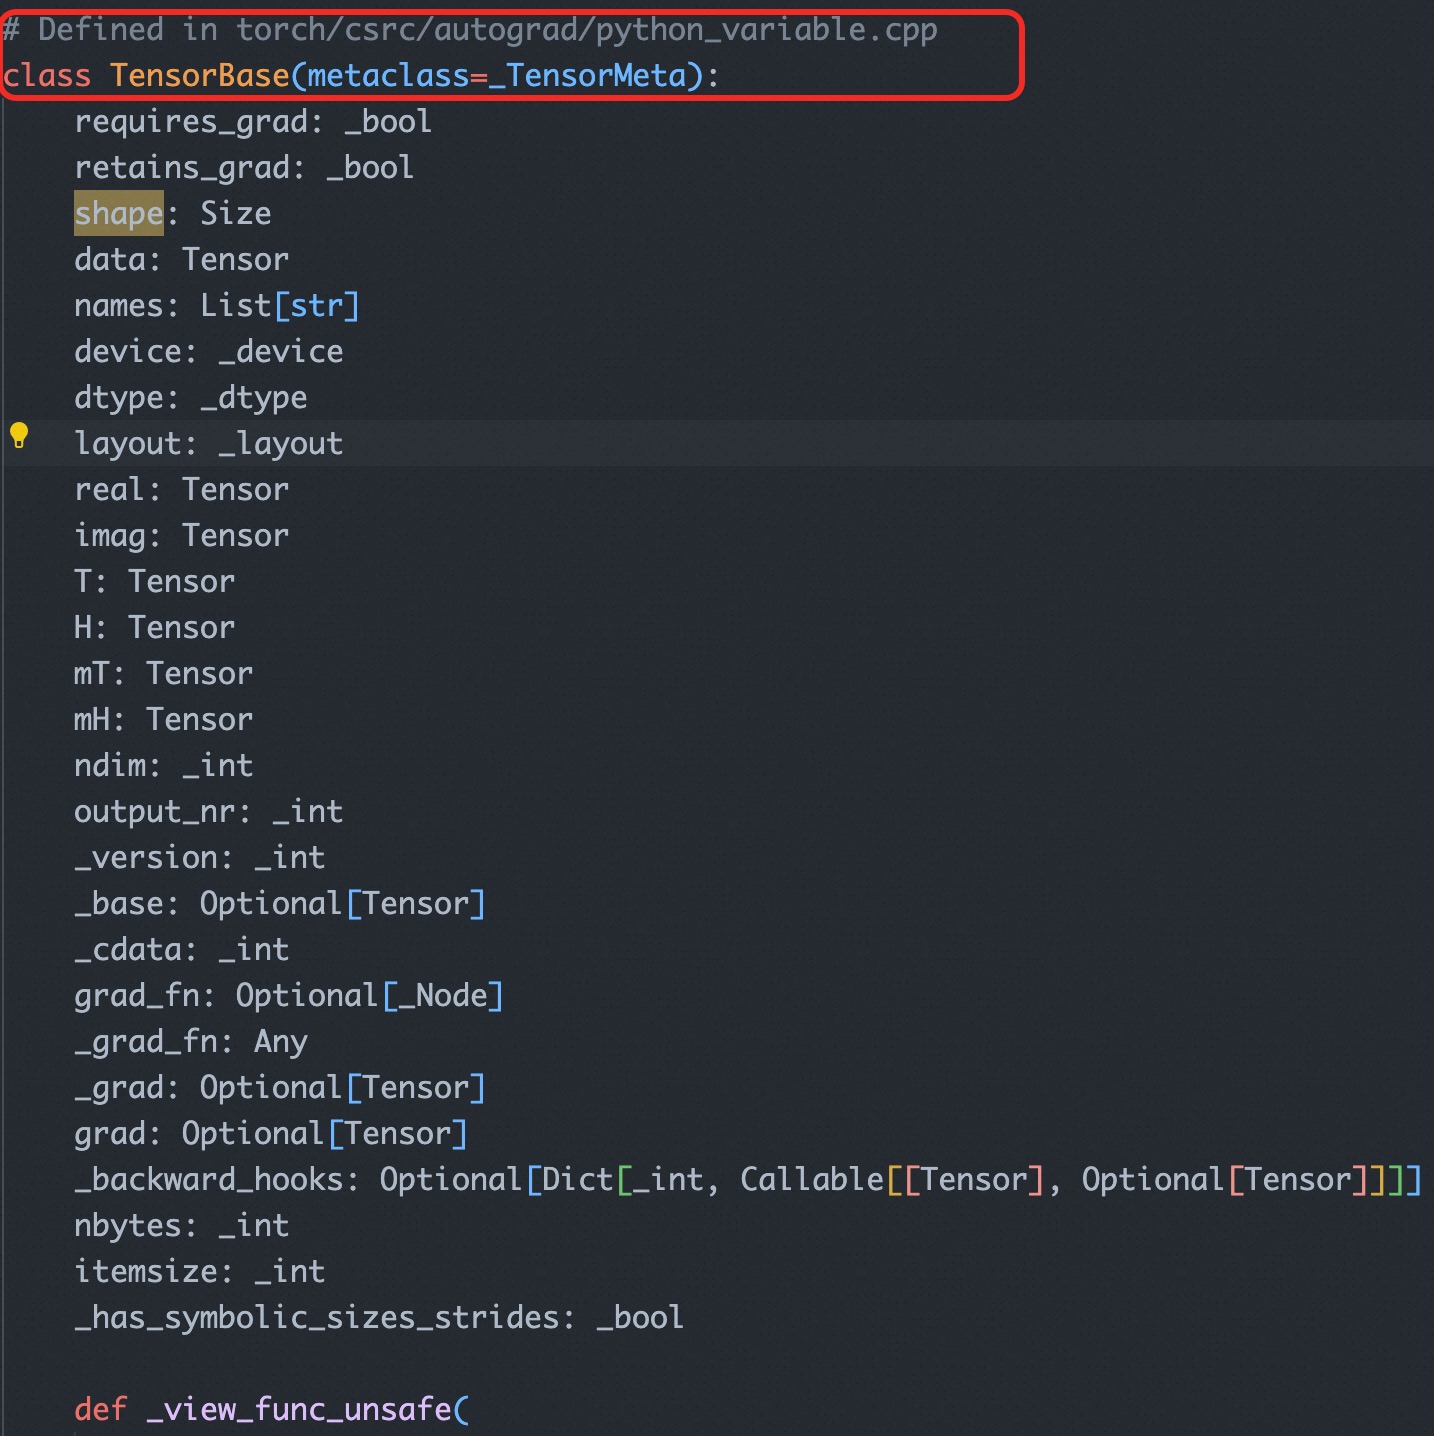 # Defined in torch/csrc/autograd/python_variable.cpp
class TensorBase(metaclass=_TensorMeta):
requires_grad: _bool
retains_grad: _bool
shape: Size
data: Tensor
names: List[str]
device: _device
dtype: _dtype
layout: _layout
real: Tensor
imag: Tensor
T: Tensor
H: Tensor
mT: Tensor
mH: Tensor
ndim: _int
output_nr: _int
_version: _int
_base: Optional[Tensor]
_cdata: _int
grad_fn: Optional[_Node]
_grad_fn: Any
_grad: Optional[Tensor]
grad: Optional[Tensor]
_backward_hooks: Optional[Dict[_int, Callable[[Tensor], Optional[Tensor]]]]
nbytes: _int
itemsize: _int
_has_symbolic_sizes_strides: _bool
def _view_func_unsafe(